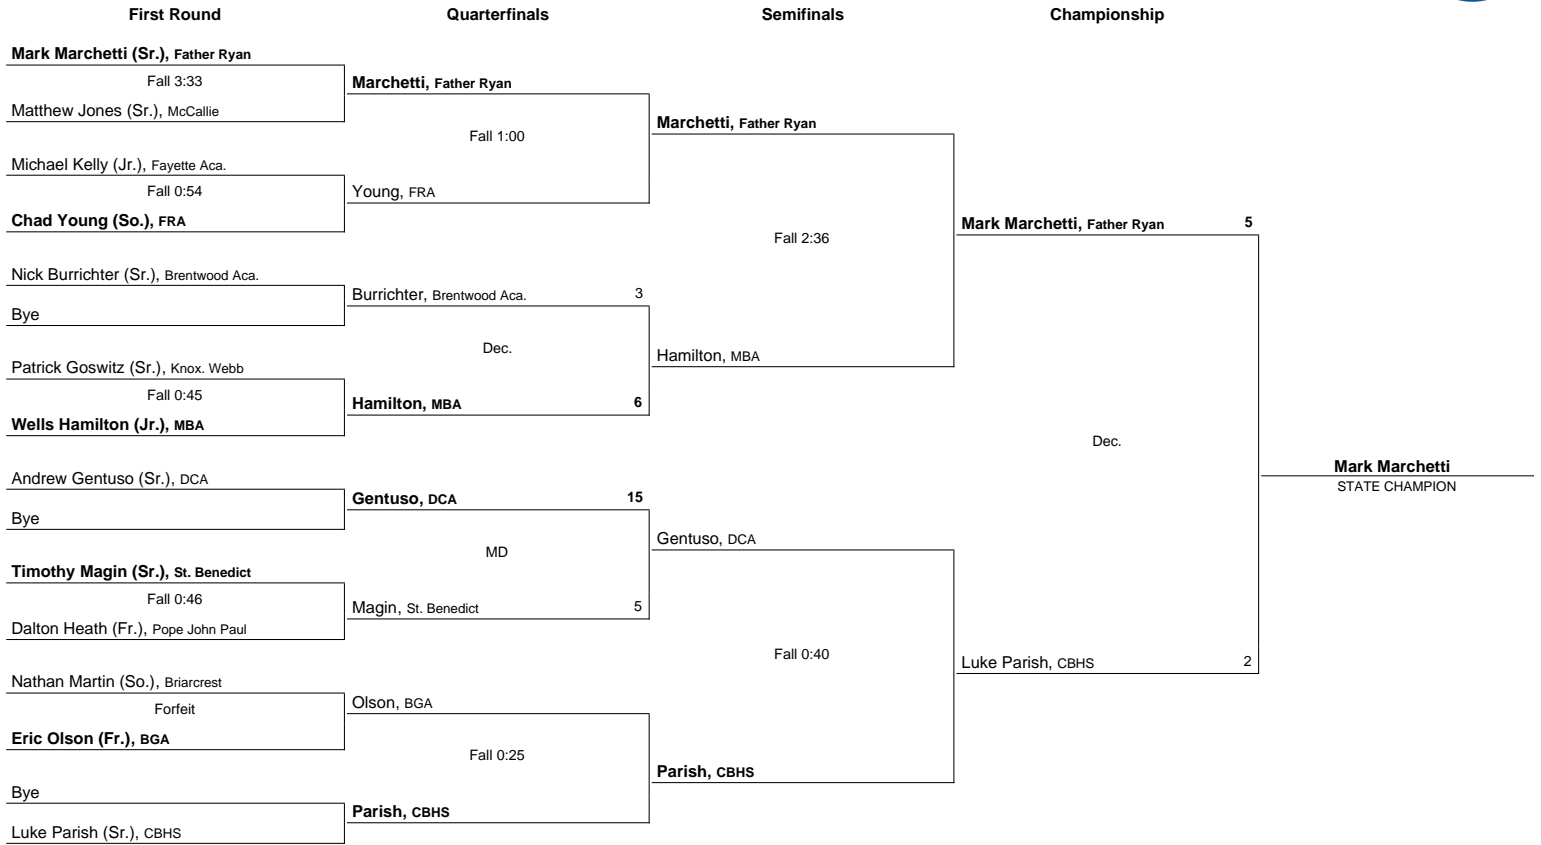 First Round Quarterfinals Semifinals Championship
Mark Marchetti (Sr.), Father Ryan
Fall 3:33
Matthew Jones (Sr.), McCallie
Michael Kelly (Jr.), Fayette Aca.
Fall 0:54
Chad Young (So.), FRA
Nick Burrichter (Sr.), Brentwood Aca.
Bye
Patrick Goswitz (Sr.), Knox. Webb
Fall 0:45
Wells Hamilton (Jr.), MBA
Andrew Gentuso (Sr.), DCA
Bye
Timothy Magin (Sr.), St. Benedict
Fall 0:46
Dalton Heath (Fr.), Pope John Paul
Nathan Martin (So.), Briarcrest
Forfeit
Eric Olson (Fr.), BGA
Bye
Luke Parish (Sr.), CBHS
Marchetti, Father Ryan
Fall 1:00
Young, FRA
Burrichter, Brentwood Aca. 3
Dec.
Hamilton, MBA 6
Gentuso, DCA 15
MD
Magin, St. Benedict 5
Olson, BGA
Fall 0:25
Parish, CBHS
Marchetti, Father Ryan
Fall 2:36
Hamilton, MBA
Gentuso, DCA
Fall 0:40
Parish, CBHS
Mark Marchetti, Father Ryan 5
Dec.
Luke Parish, CBHS 2
Mark Marchetti
STATE CHAMPION